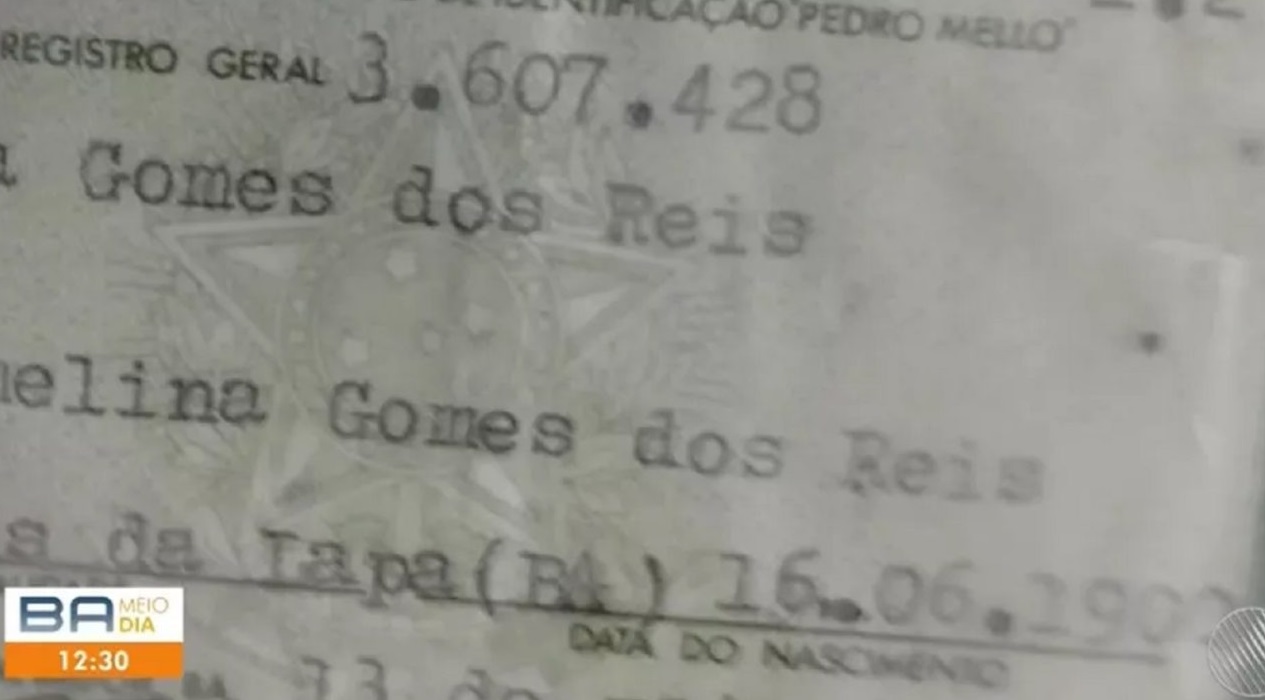 IDENTIFICAÇÃO "PEDRO MELLO"
REGISTRO GERAL 3.607.428
Gomes dos Reis
elina Gomes dos Reis
da Tapa(BA) 16.06.190
DATA DO NASCIMENTO
BA MEIO DIA
12:30